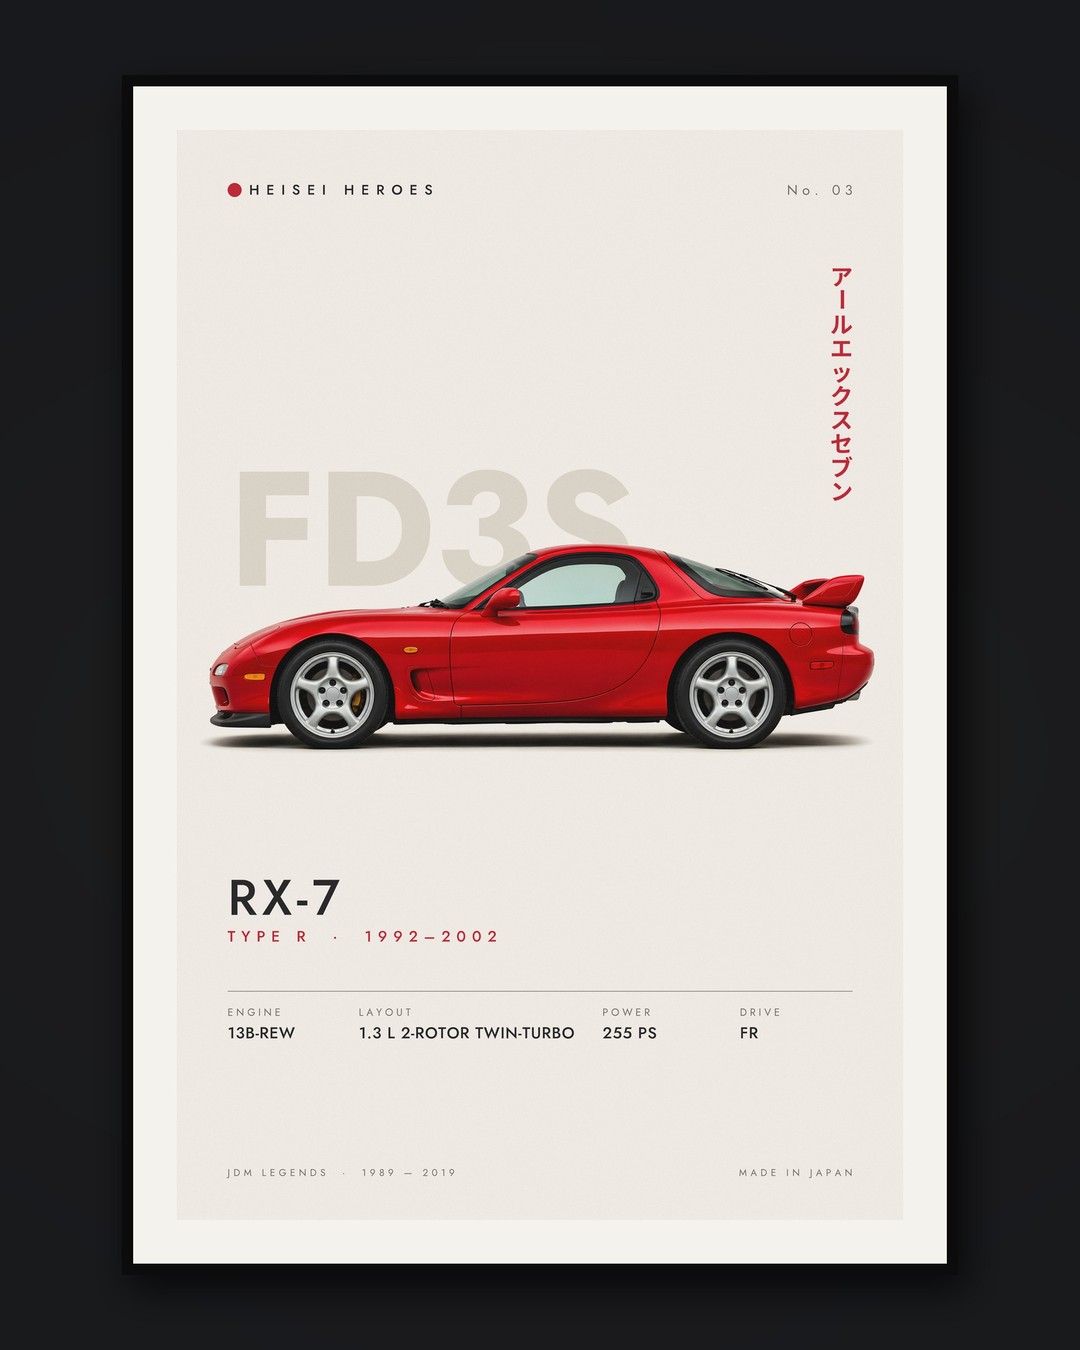 HEISEI HEROES
No. 03
アールエックスセブン
FD3S
RX-7
TYPE R · 1992–2002
ENGINE LAYOUT POWER DRIVE
13B-REW 1.3 L 2-ROTOR TWIN-TURBO 255 PS FR
JDM LEGENDS · 1989 — 2019
MADE IN JAPAN